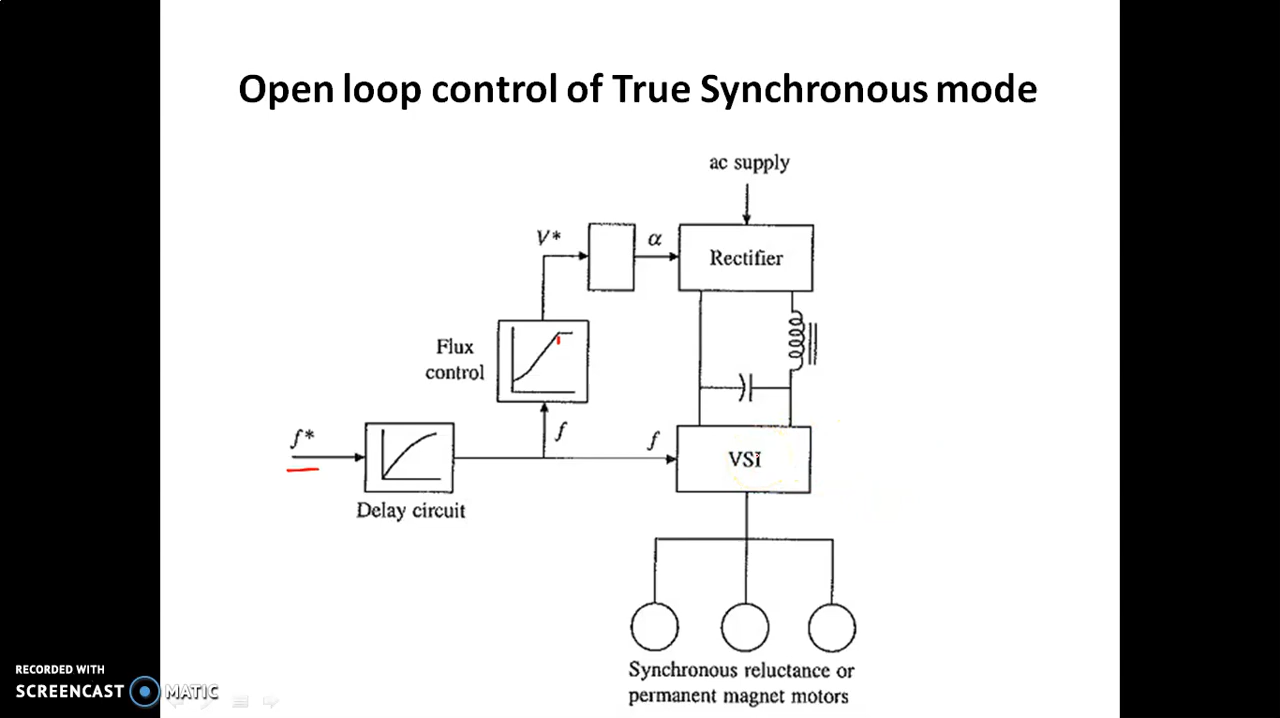 Open loop control of True Synchronous mode
ac supply
V*
α
Rectifier
Flux
control
f*
f
f
VSI
Delay circuit
Synchronous reluctance or
permanent magnet motors
RECORDED WITH
SCREENCAST MATIC